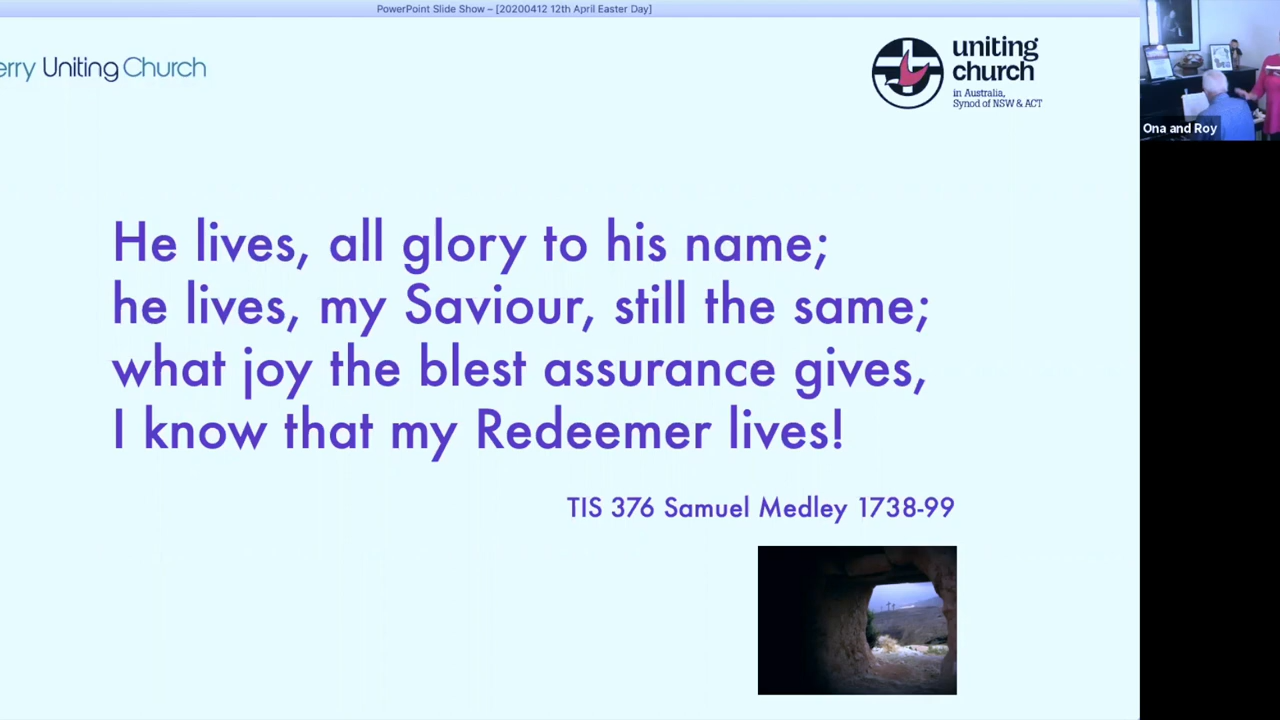 PowerPoint Slide Show – [20200412 12th April Easter Day]
erry Uniting Church
uniting
church
in Australia,
Synod of NSW & ACT
Ona and Roy
He lives, all glory to his name;
he lives, my Saviour, still the same;
what joy the blest assurance gives,
I know that my Redeemer lives!
TIS 376 Samuel Medley 1738-99